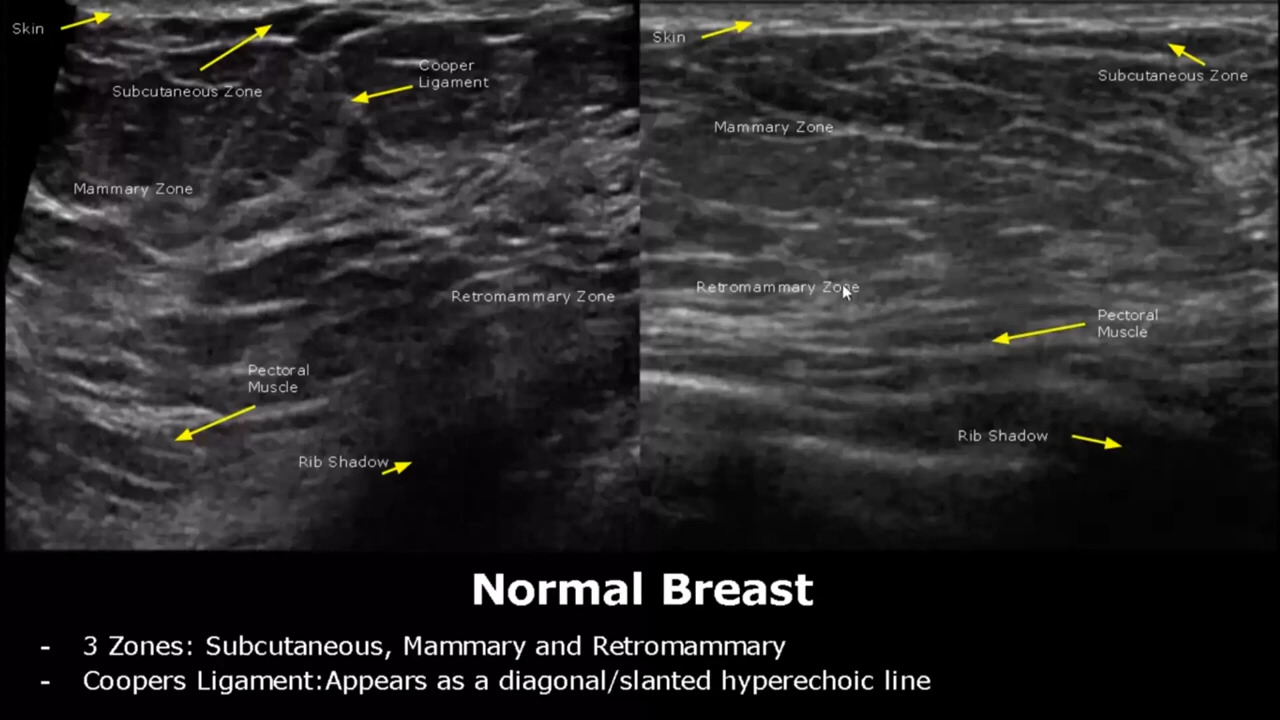 Skin
Subcutaneous Zone
Cooper
Ligament
Mammary Zone
Retromammary Zone
Pectoral
Muscle
Rib Shadow
Skin
Subcutaneous Zone
Mammary Zone
Retromammary Zone
Pectoral
Muscle
Rib Shadow
Normal Breast
- 3 Zones: Subcutaneous, Mammary and Retromammary
- Coopers Ligament:Appears as a diagonal/slanted hyperechoic line